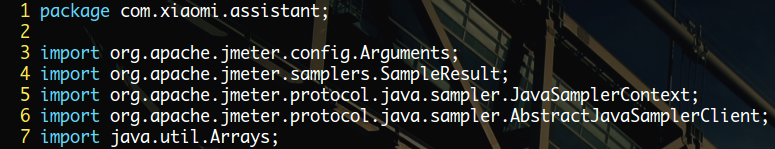 1 package com.xiaomi.assistant;
2
3 import org.apache.jmeter.config.Arguments;
4 import org.apache.jmeter.samplers.SampleResult;
5 import org.apache.jmeter.protocol.java.sampler.JavaSamplerContext;
6 import org.apache.jmeter.protocol.java.sampler.AbstractJavaSamplerClient;
7 import java.util.Arrays;